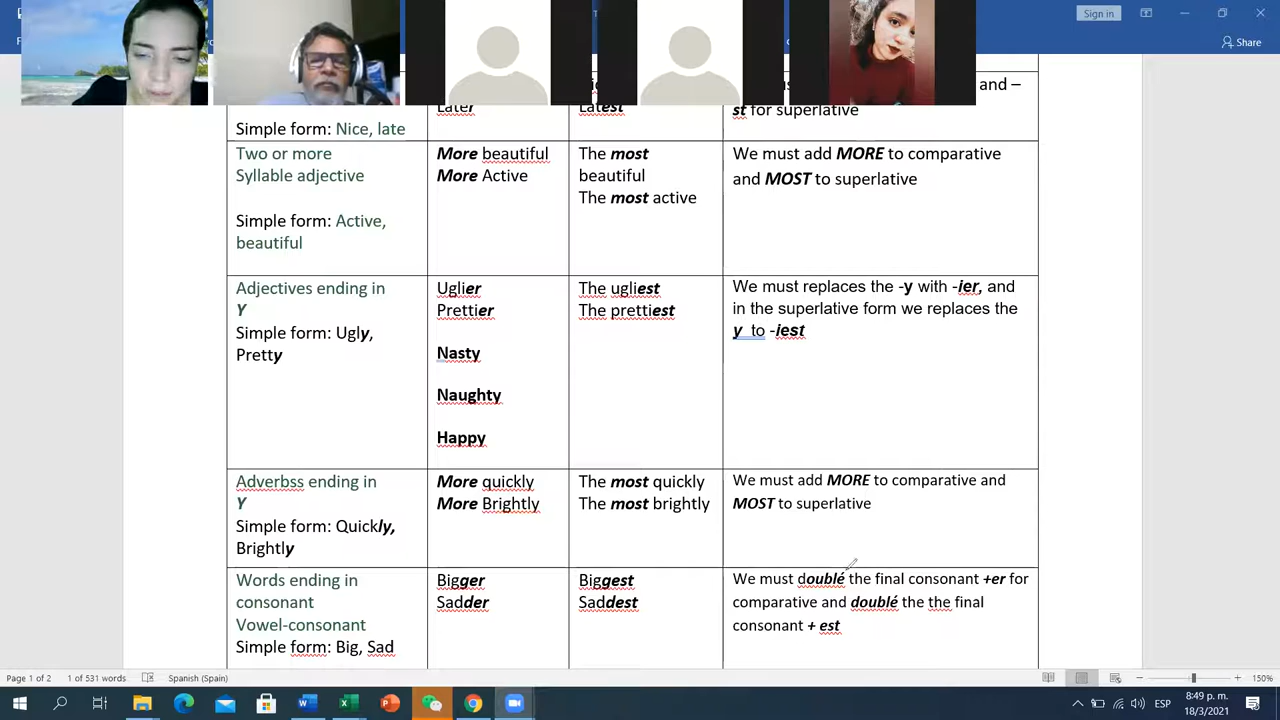 Sign in
Share
and –
Later
Latest
st for superlative
Simple form: Nice, late
Two or more
Syllable adjective
Simple form: Active,
beautiful
More beautiful
More Active
The most
beautiful
The most active
We must add MORE to comparative
and MOST to superlative
Adjectives ending in
Y
Simple form: Ugly,
Pretty
Uglier
Prettier
Nasty
Naughty
Happy
The ugliest
The prettiest
We must replaces the -y with -ier, and
in the superlative form we replaces the
y to -iest
Adverbss ending in
Y
Simple form: Quickly,
Brightly
More quickly
More Brightly
The most quickly
The most brightly
We must add MORE to comparative and
MOST to superlative
Words ending in
consonant
Vowel-consonant
Simple form: Big, Sad
Bigger
Sadder
Biggest
Saddest
We must doublé the final consonant +er for
comparative and doublé the the final
consonant + est
Page 1 of 2
1 of 531 words
Spanish (Spain)
150%
ESP
8:49 p. m.
18/3/2021